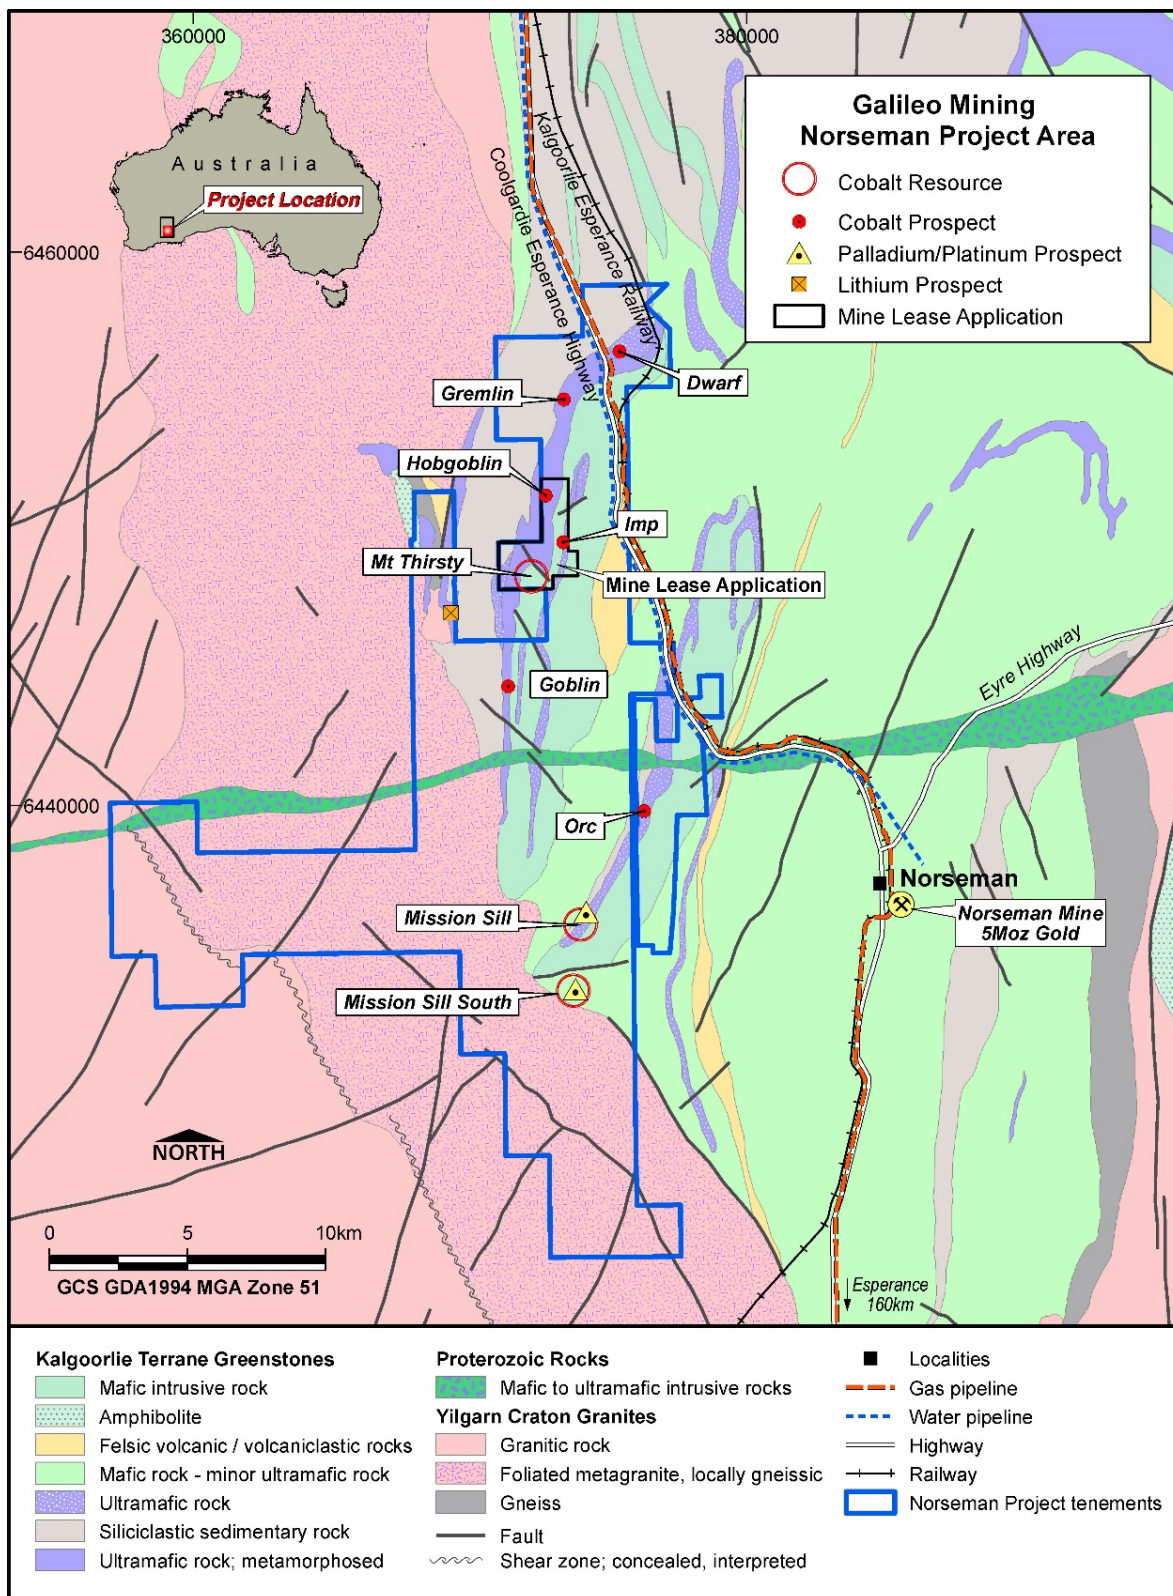 360000
380000
Galileo Mining
Norseman Project Area
Cobalt Resource
Cobalt Prospect
Palladium/Platinum Prospect
Lithium Prospect
Mine Lease Application
Australia
Project Location
6460000
Kalgoorlie Esperance Railway
Coolgardie Esperance Highway
Dwarf
Gremlin
Hobgoblin
Imp
Mt Thirsty
Mine Lease Application
Eyre Highway
Goblin
6440000
Orc
Norseman
Mission Sill
Norseman Mine
5Moz Gold
Mission Sill South
NORTH
0 5 10km
GCS GDA1994 MGA Zone 51
Esperance
160km
Kalgoorlie Terrane Greenstones
Mafic intrusive rock
Amphibolite
Felsic volcanic / volcaniclastic rocks
Mafic rock - minor ultramafic rock
Ultramafic rock
Siliciclastic sedimentary rock
Ultramafic rock; metamorphosed
Proterozoic Rocks
Mafic to ultramafic intrusive rocks
Yilgarn Craton Granites
Granitic rock
Foliated metagranite, locally gneissic
Gneiss
Fault
Shear zone; concealed, interpreted
Localities
Gas pipeline
Water pipeline
Highway
Railway
Norseman Project tenements